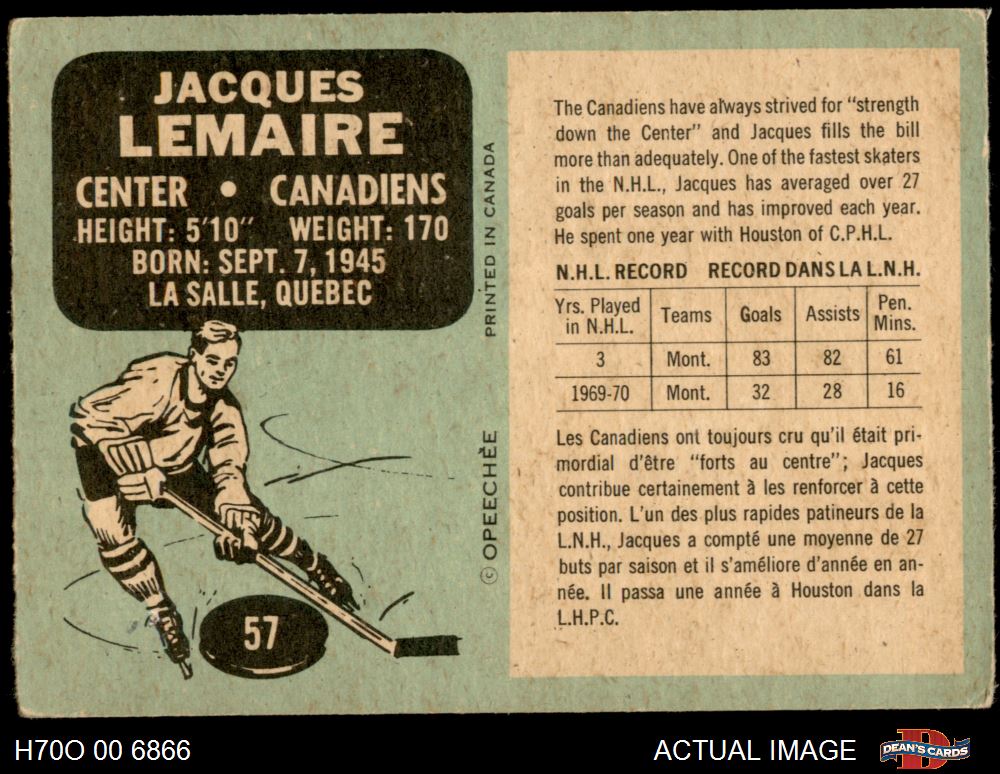 JACQUES
LEMAIRE
CENTER • CANADIENS
HEIGHT: 5'10" WEIGHT: 170
BORN: SEPT. 7, 1945
LA SALLE, QUEBEC
PRINTED IN CANADA
© OPEECHÈE
57
The Canadiens have always strived for "strength
down the Center" and Jacques fills the bill
more than adequately. One of the fastest skaters
in the N.H.L., Jacques has averaged over 27
goals per season and has improved each year.
He spent one year with Houston of C.P.H.L.
N.H.L. RECORD RECORD DANS LA L.N.H.
Yrs. Played in N.H.L. Teams Goals Assists Pen. Mins.
3 Mont. 83 82 61
1969-70 Mont. 32 28 16
Les Canadiens ont toujours cru qu'il était pri-
mordial d'être "forts au centre"; Jacques
contribue certainement à les renforcer à cette
position. L'un des plus rapides patineurs de la
L.N.H., Jacques a compté une moyenne de 27
buts par saison et il s'améliore d'année en an-
née. Il passa une année à Houston dans la
L.H.P.C.
H70O 00 6866
ACTUAL IMAGE
DEAN'S CARDS